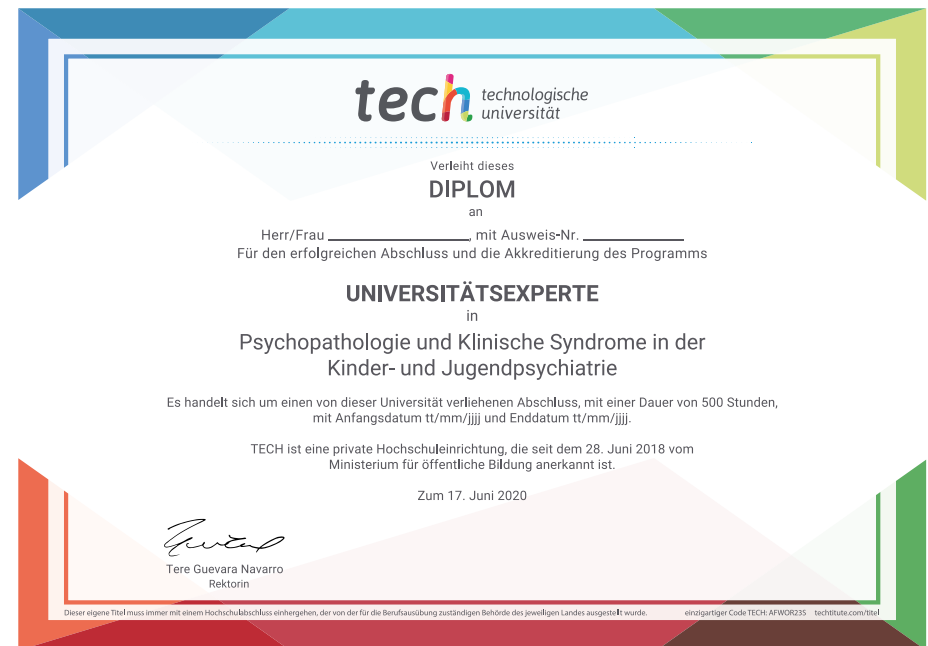 tech technologische
universität
Verleiht dieses
DIPLOM
an
Herr/Frau ____________________, mit Ausweis-Nr. ______________
Für den erfolgreichen Abschluss und die Akkreditierung des Programms
UNIVERSITÄTSEXPERTE
in
Psychopathologie und Klinische Syndrome in der
Kinder- und Jugendpsychiatrie
Es handelt sich um einen von dieser Universität verliehenen Abschluss, mit einer Dauer von 500 Stunden,
mit Anfangsdatum tt/mm/jjjj und Enddatum tt/mm/jjjj.
TECH ist eine private Hochschuleinrichtung, die seit dem 28. Juni 2018 vom
Ministerium für öffentliche Bildung anerkannt ist.
Zum 17. Juni 2020
Tere Guevara Navarro
Rektorin
Dieser eigene Titel muss immer mit einem Hochschulabschluss einhergehen, der von der für die Berufsausübung zuständigen Behörde des jeweiligen Landes ausgestellt wurde. einzigartiger Code TECH: AFWOR23S techtitute.com/titel